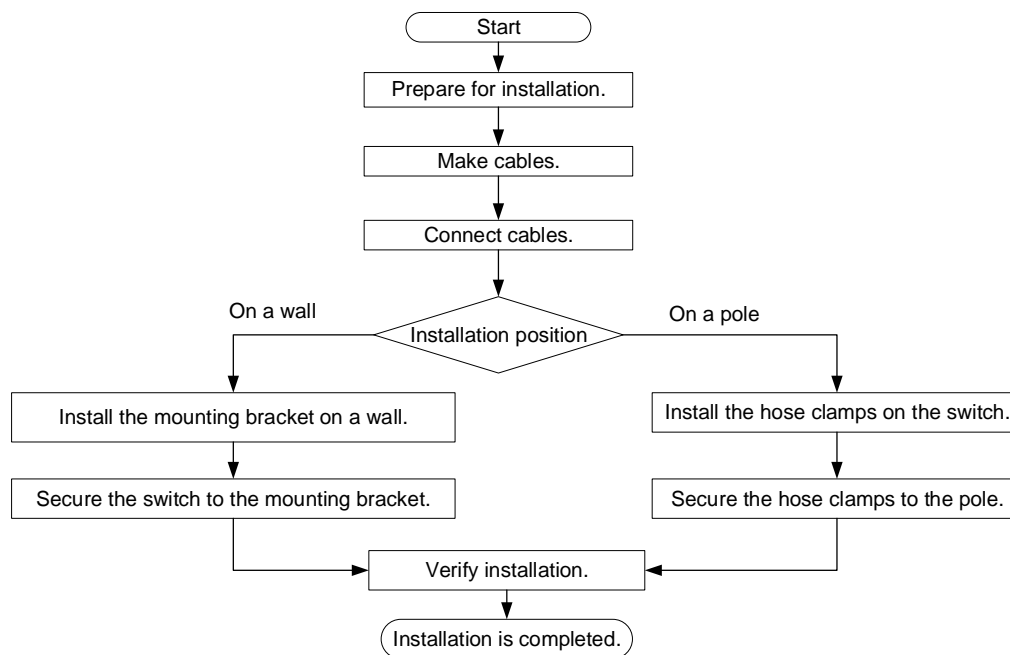 Start
Prepare for installation.
Make cables.
Connect cables.
On a wall
Installation position
On a pole
Install the mounting bracket on a wall.
Install the hose clamps on the switch.
Secure the switch to the mounting bracket.
Secure the hose clamps to the pole.
Verify installation.
Installation is completed.